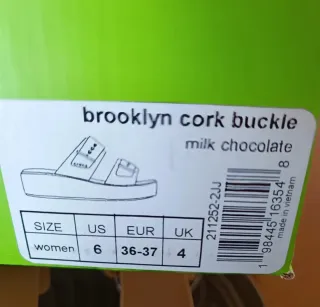 brooklyn cork buckle
milk chocolate
SIZE US EUR UK
women 6 36-37 4
211252-2JJ
1 98445 16354 8
made in vietnam